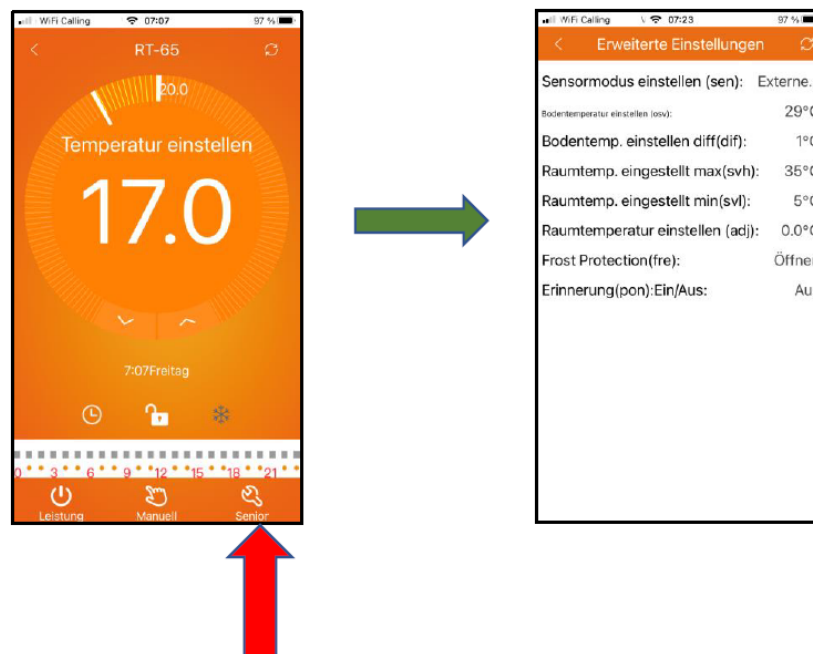 WiFi Calling 07:07 97 %
RT-65
20.0
Temperatur einstellen
17.0
7:07Freitag
0 3 6 9 12 15 18 21
Leistung Manuell Senior
WiFi Calling 07:23 97 %
Erweiterte Einstellungen
Sensormodus einstellen (sen): Externe.
Bodentemperatur einstellen (osv): 29°C
Bodentemp. einstellen diff(dif): 1°C
Raumtemp. eingestellt max(svh): 35°C
Raumtemp. eingestellt min(svl): 5°C
Raumtemperatur einstellen (adj): 0.0°C
Frost Protection(fre): Öffnen
Erinnerung(pon):Ein/Aus: Au